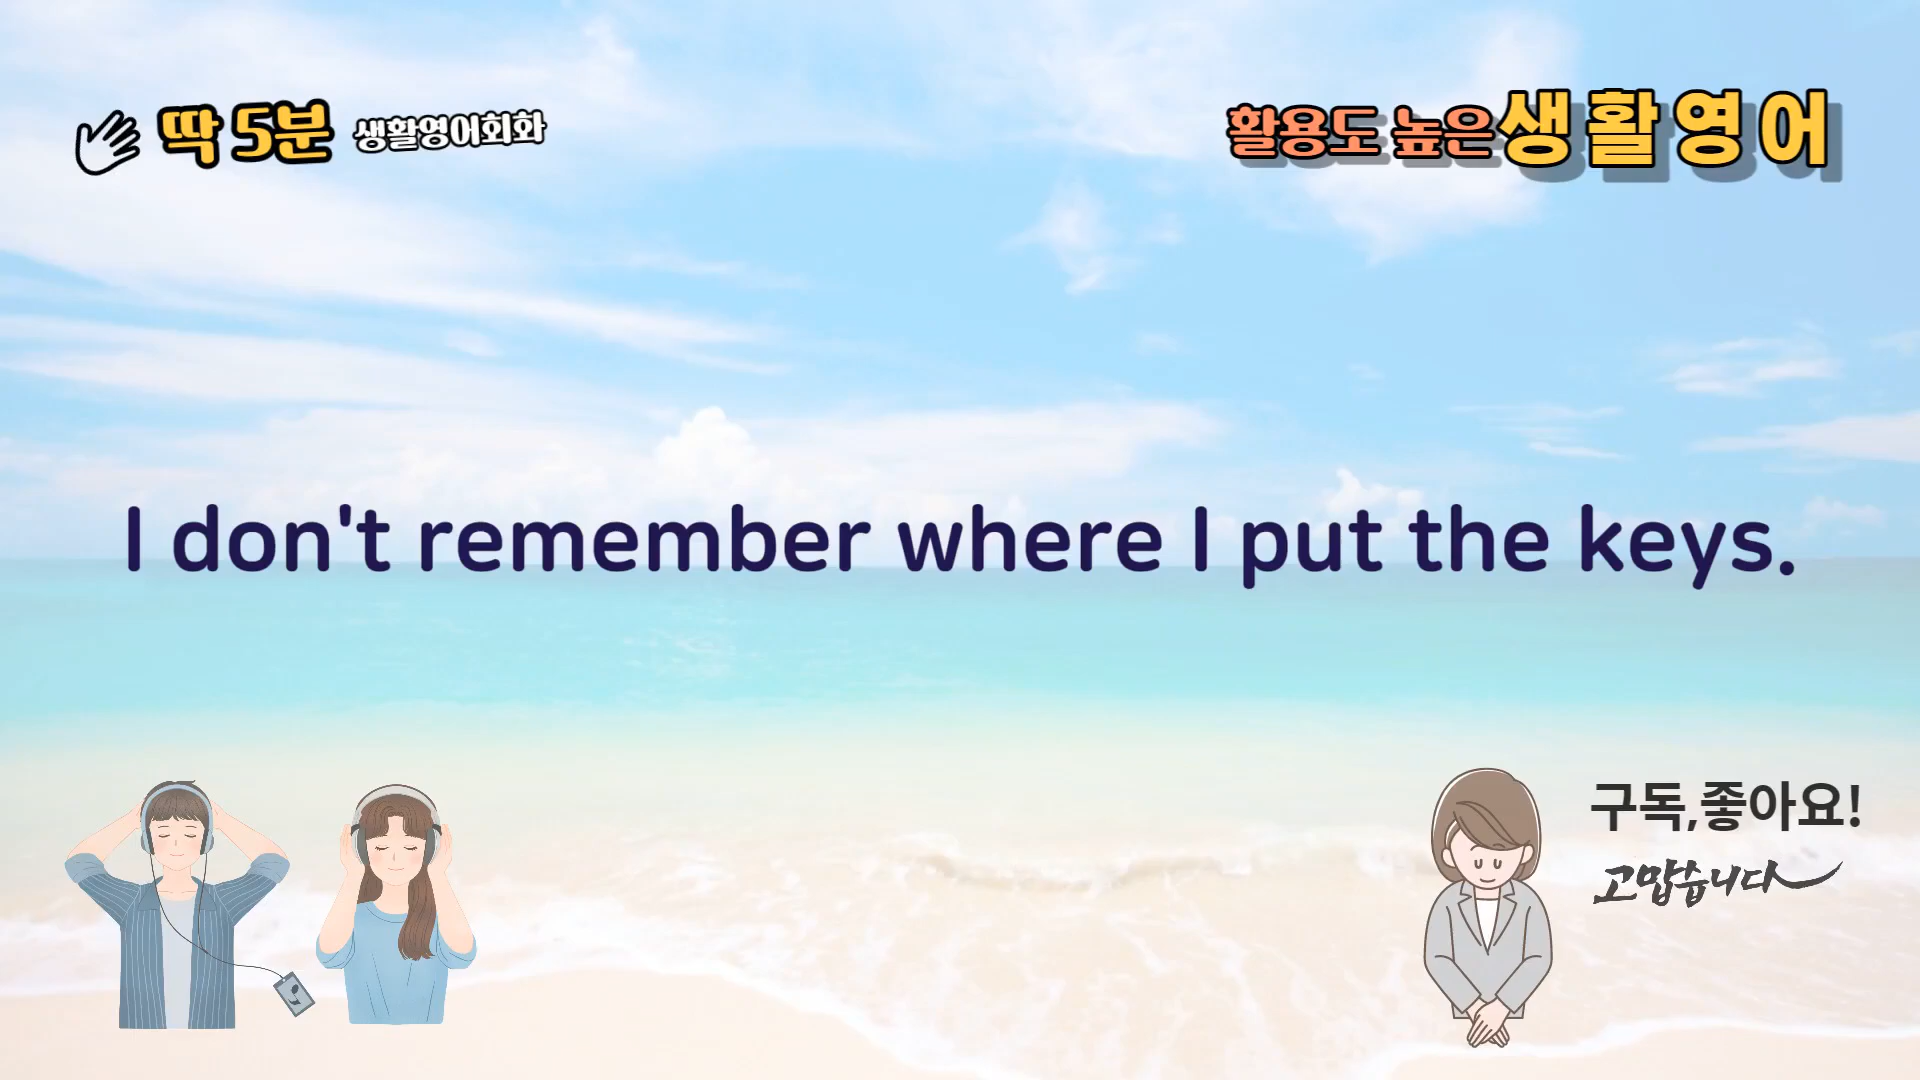 딱 5분 생활영어회화
활용도 높은 생활영어
I don't remember where I put the keys.
구독,좋아요!
고맙습니다